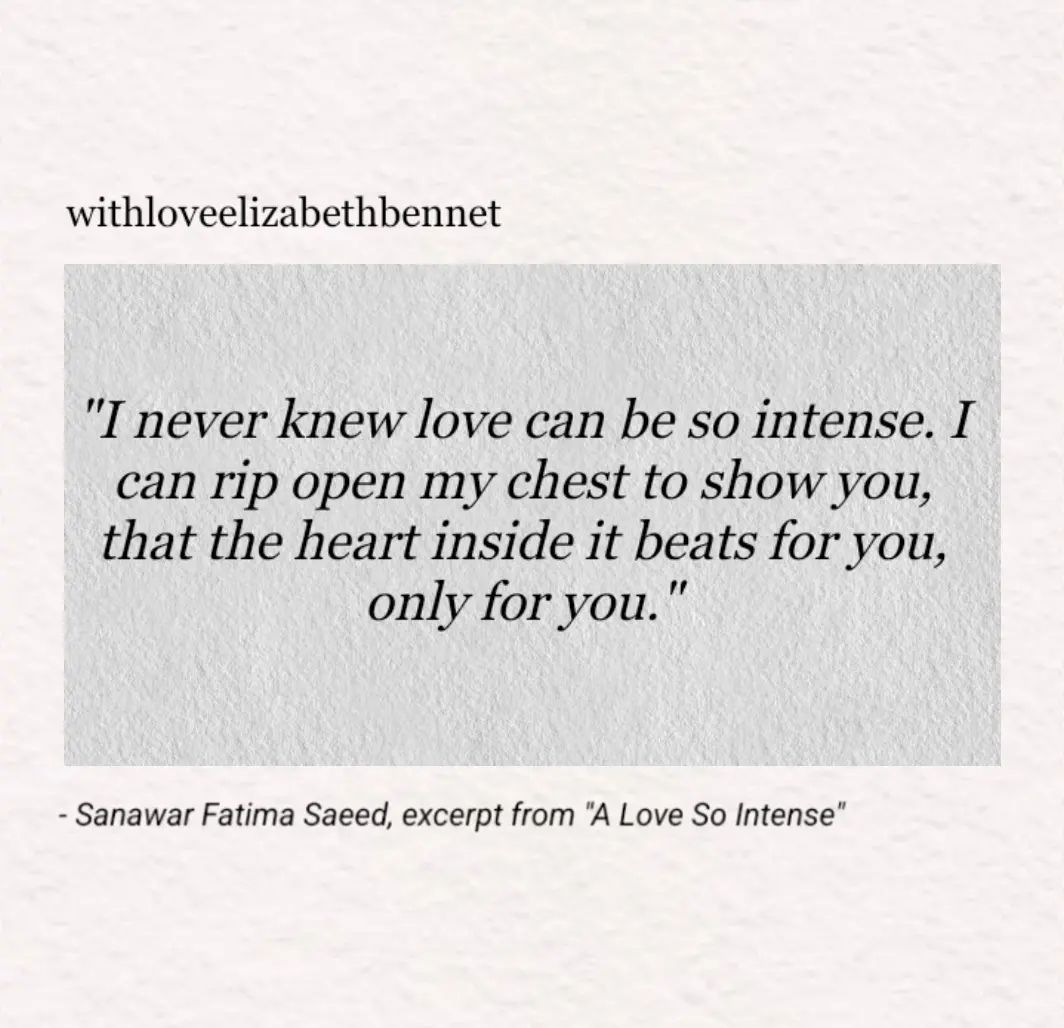 withloveelizabethbennet
"I never knew love can be so intense. I
can rip open my chest to show you,
that the heart inside it beats for you,
only for you."
- Sanawar Fatima Saeed, excerpt from "A Love So Intense"